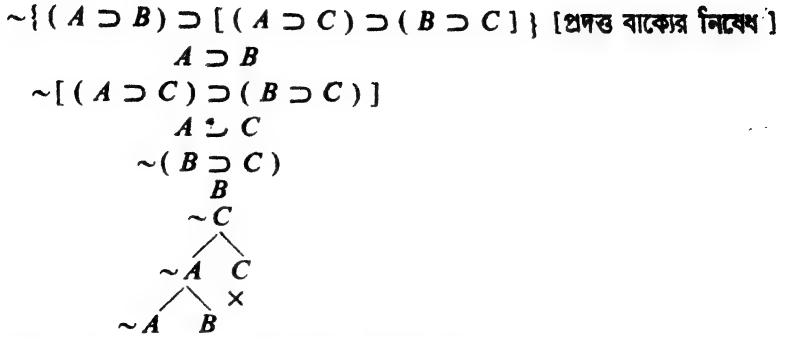 ~{ ( A ⊃ B ) ⊃ [ ( A ⊃ C ) ⊃ ( B ⊃ C ] } [প্রদত্ত বাক্যের নিষেধ ]
A ⊃ B
~[ ( A ⊃ C ) ⊃ ( B ⊃ C ) ]
A ⊃ C
~( B ⊃ C )
B
~ C
~ A C
×
~ A B